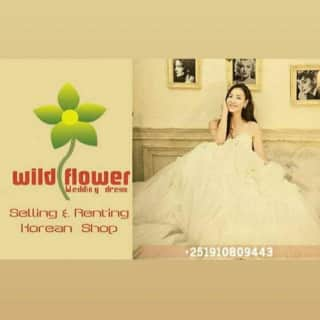 wild flower
Wedding dress
Selling & Renting
Korean Shop
+251910809443